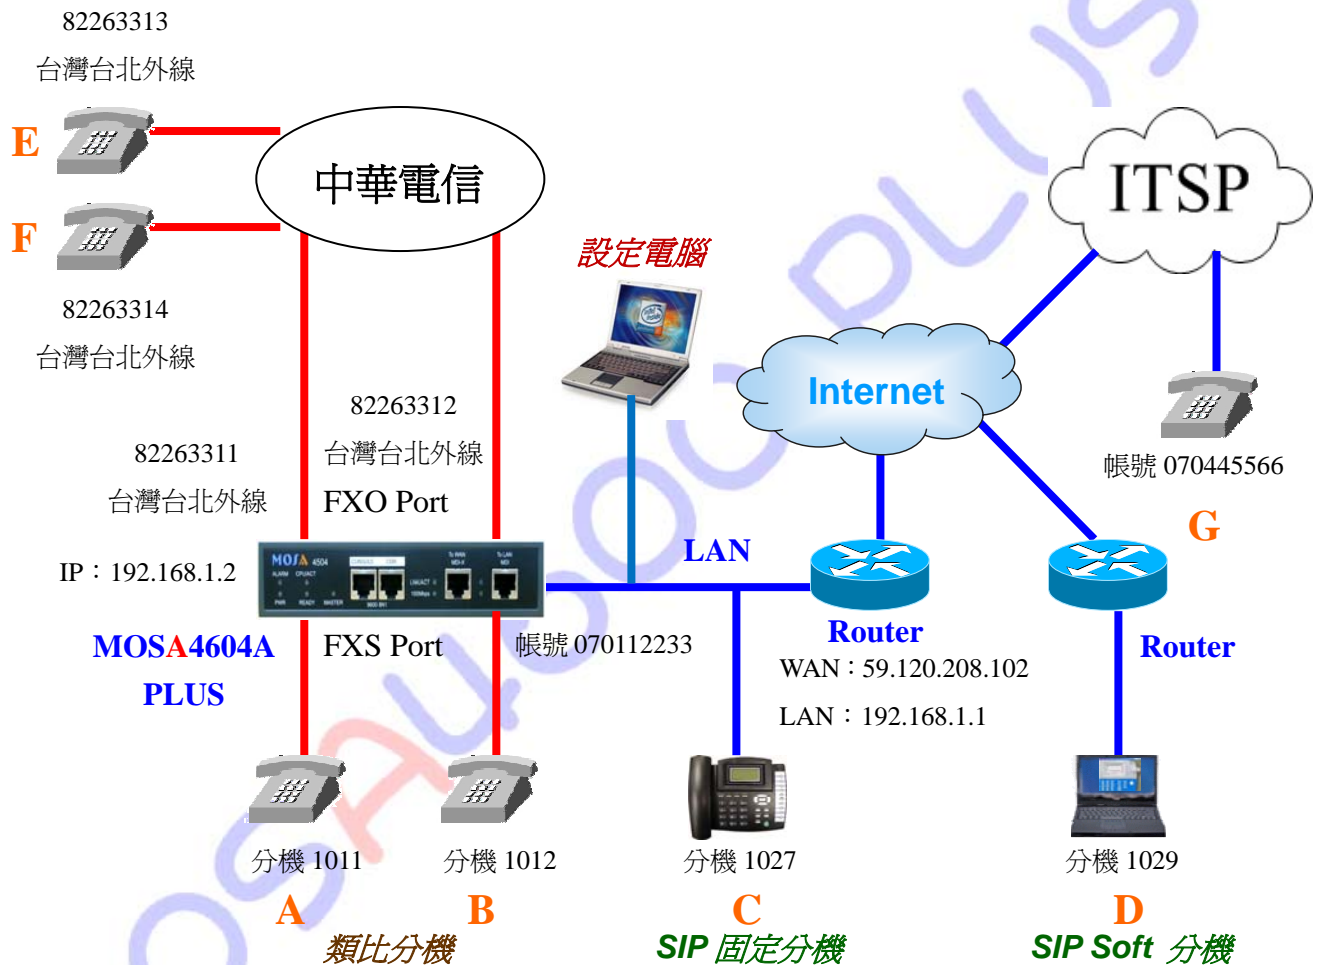 82263313
台灣台北外線
E
中華電信
ITSP
F
設定電腦
82263314
台灣台北外線
Internet
82263312
台灣台北外線
82263311
台灣台北外線
FXO Port
帳號 070445566
G
LAN
IP：192.168.1.2
MOSA 4504
MOSA4604A
PLUS
FXS Port
帳號 070112233
Router
WAN：59.120.208.102
LAN：192.168.1.1
Router
分機 1011
分機 1012
分機 1027
分機 1029
A
B
C
D
類比分機
SIP 固定分機
SIP Soft 分機